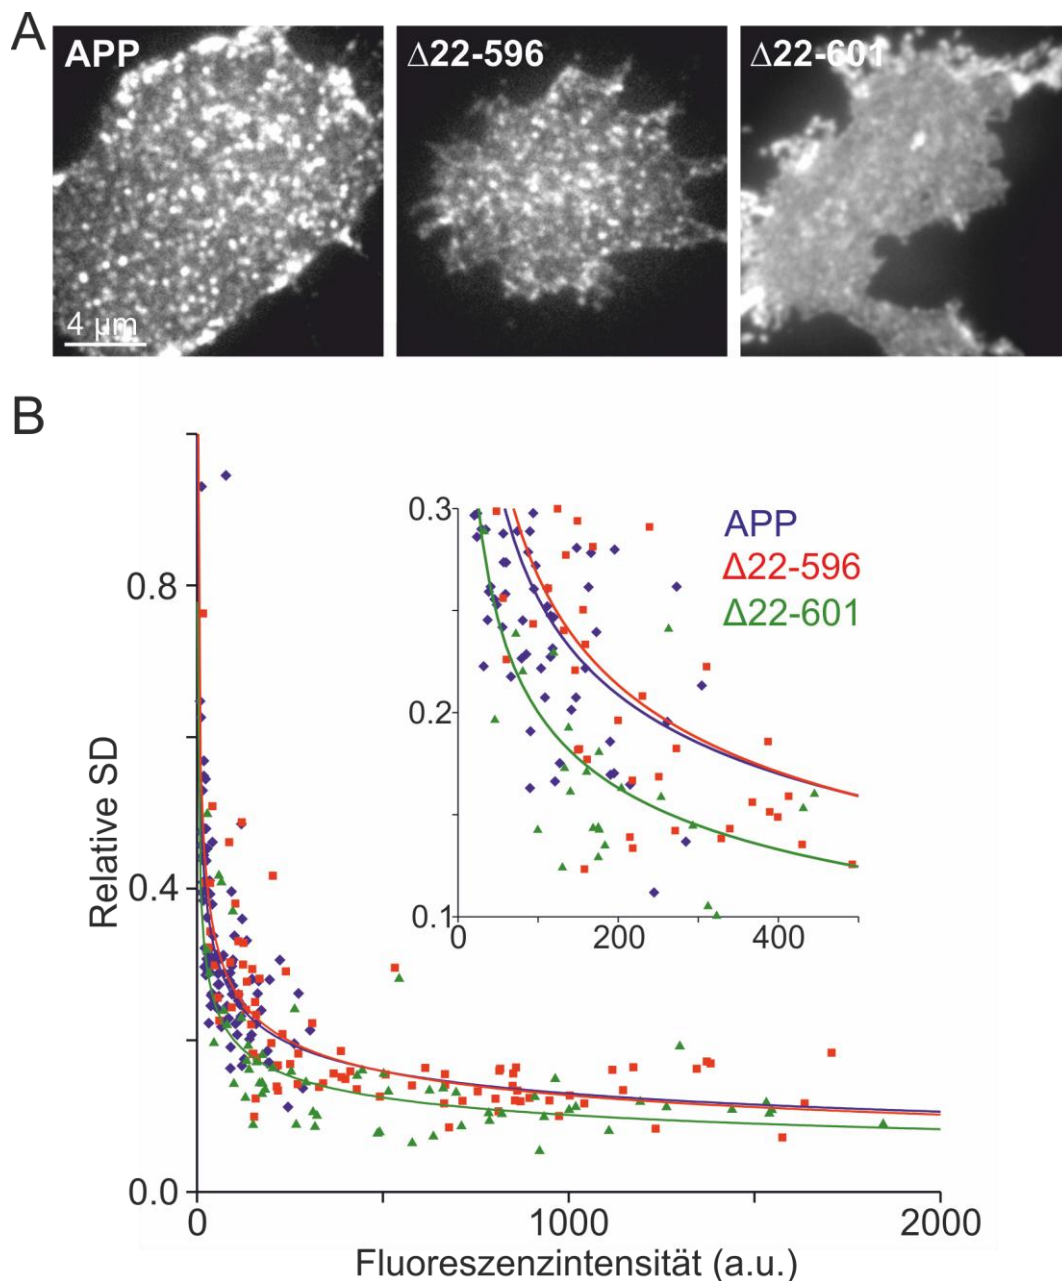 A
APP
Δ22-596
Δ22-601
4 μm
B
Relative SD
0.8
0.4
0.0
0
1000
2000
Fluoreszenzintensität (a.u.)
0.3
0.2
0.1
0
200
400
APP
Δ22-596
Δ22-601